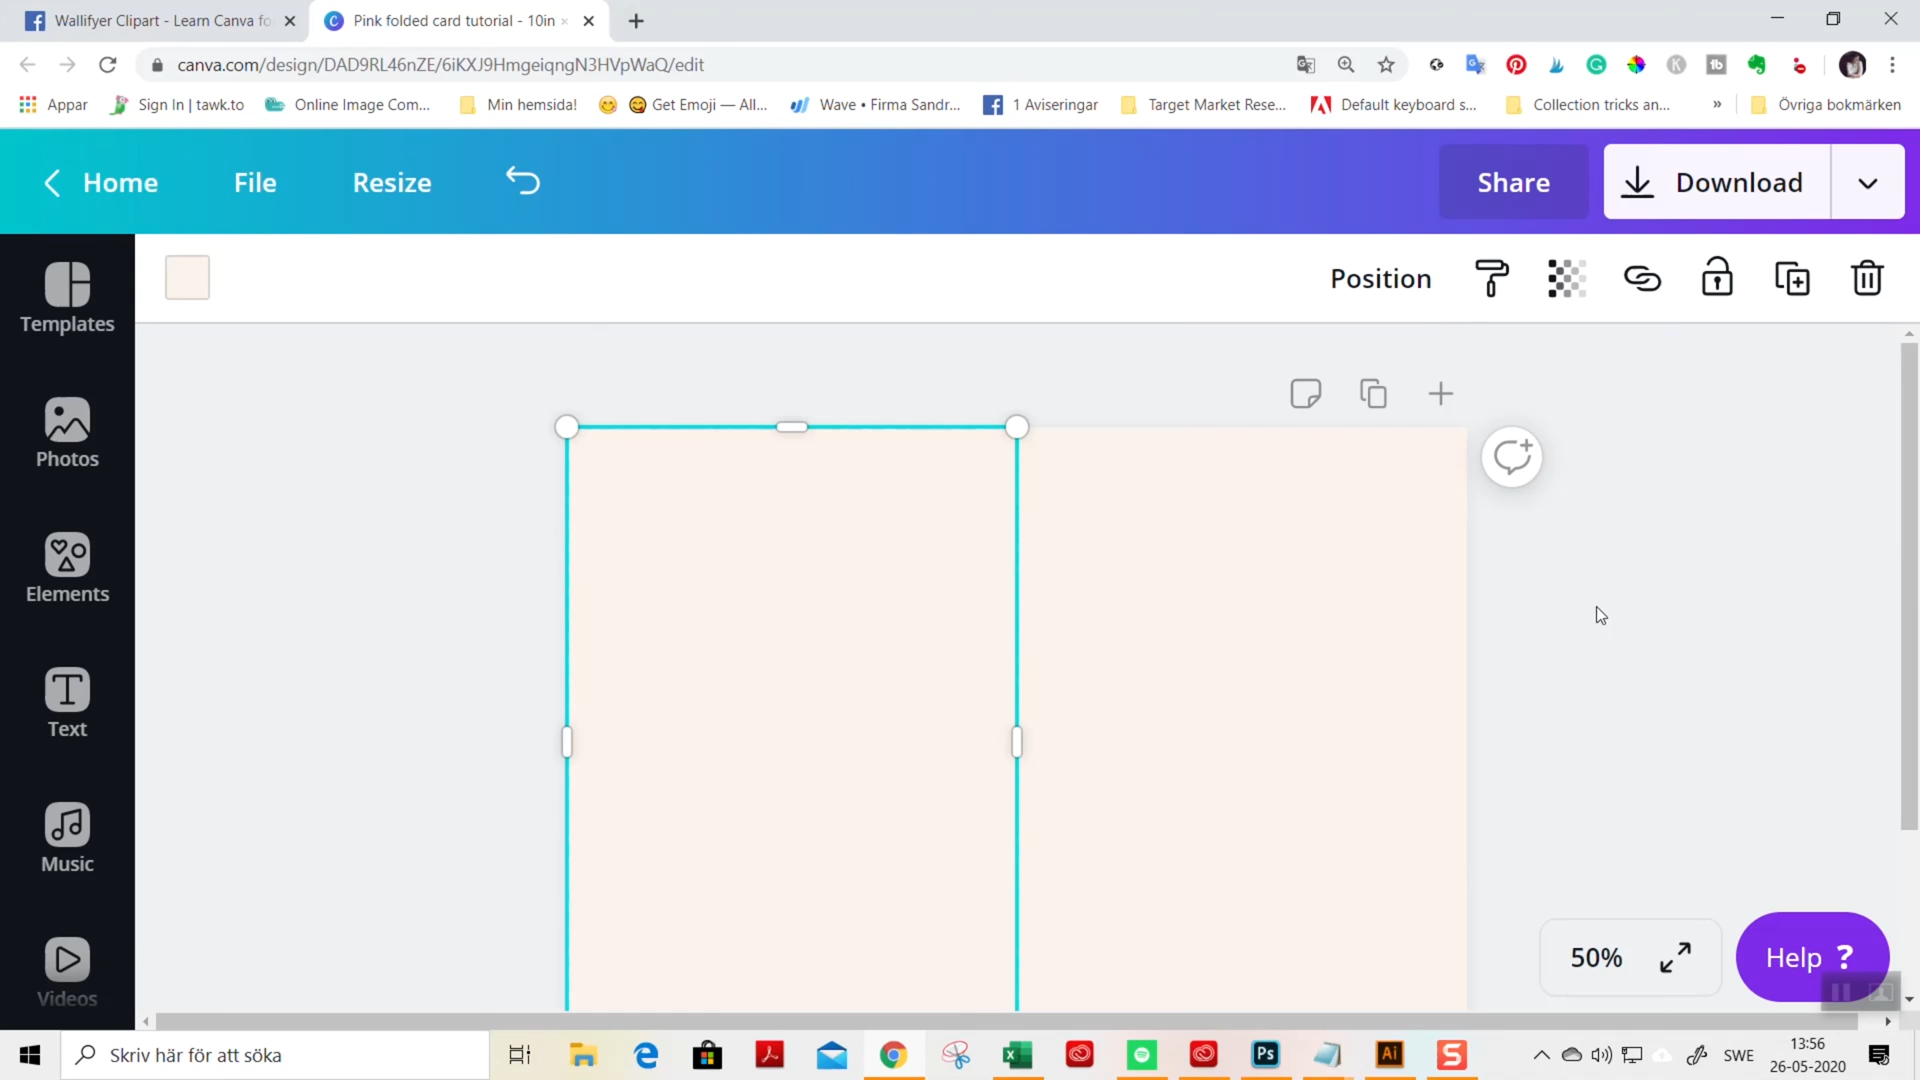 Wallifyer Clipart - Learn Canva fo
Pink folded card tutorial - 10in
canva.com/design/DAD9RL46nZE/6iKXJ9HmgeiqngN3HVpWaQ/edit
Appar
Sign In | tawk.to
Online Image Com...
Min hemsida!
Get Emoji — All...
Wave • Firma Sandr...
1 Aviseringar
Target Market Rese...
Default keyboard s...
Collection tricks an...
»
Övriga bokmärken
Home
File
Resize
Share
Download
Position
Templates
Photos
Elements
Text
Music
Videos
50%
Help ?
Skriv här för att söka
SWE
13:56
26-05-2020